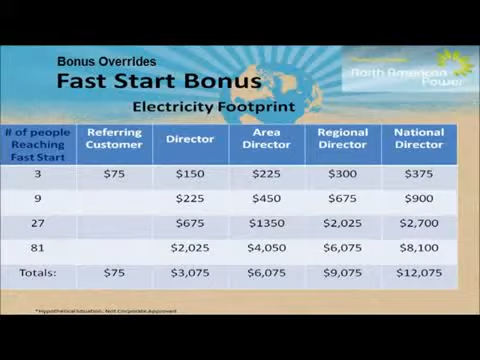 Bonus Overrides
Fast Start Bonus
Electricity Footprint
North American
Power
# of people Reaching Fast Start | Referring Customer | Director | Area Director | Regional Director | National Director
3 | $75 | $150 | $225 | $300 | $375
9 | $225 | $450 | $675 | $900
27 | $675 | $1350 | $2,025 | $2,700
81 | $2,025 | $4,050 | $6,075 | $8,100
Totals: | $75 | $3,075 | $6,075 | $9,075 | $12,075
*Hypothetical Situation; Not Corporate Approved